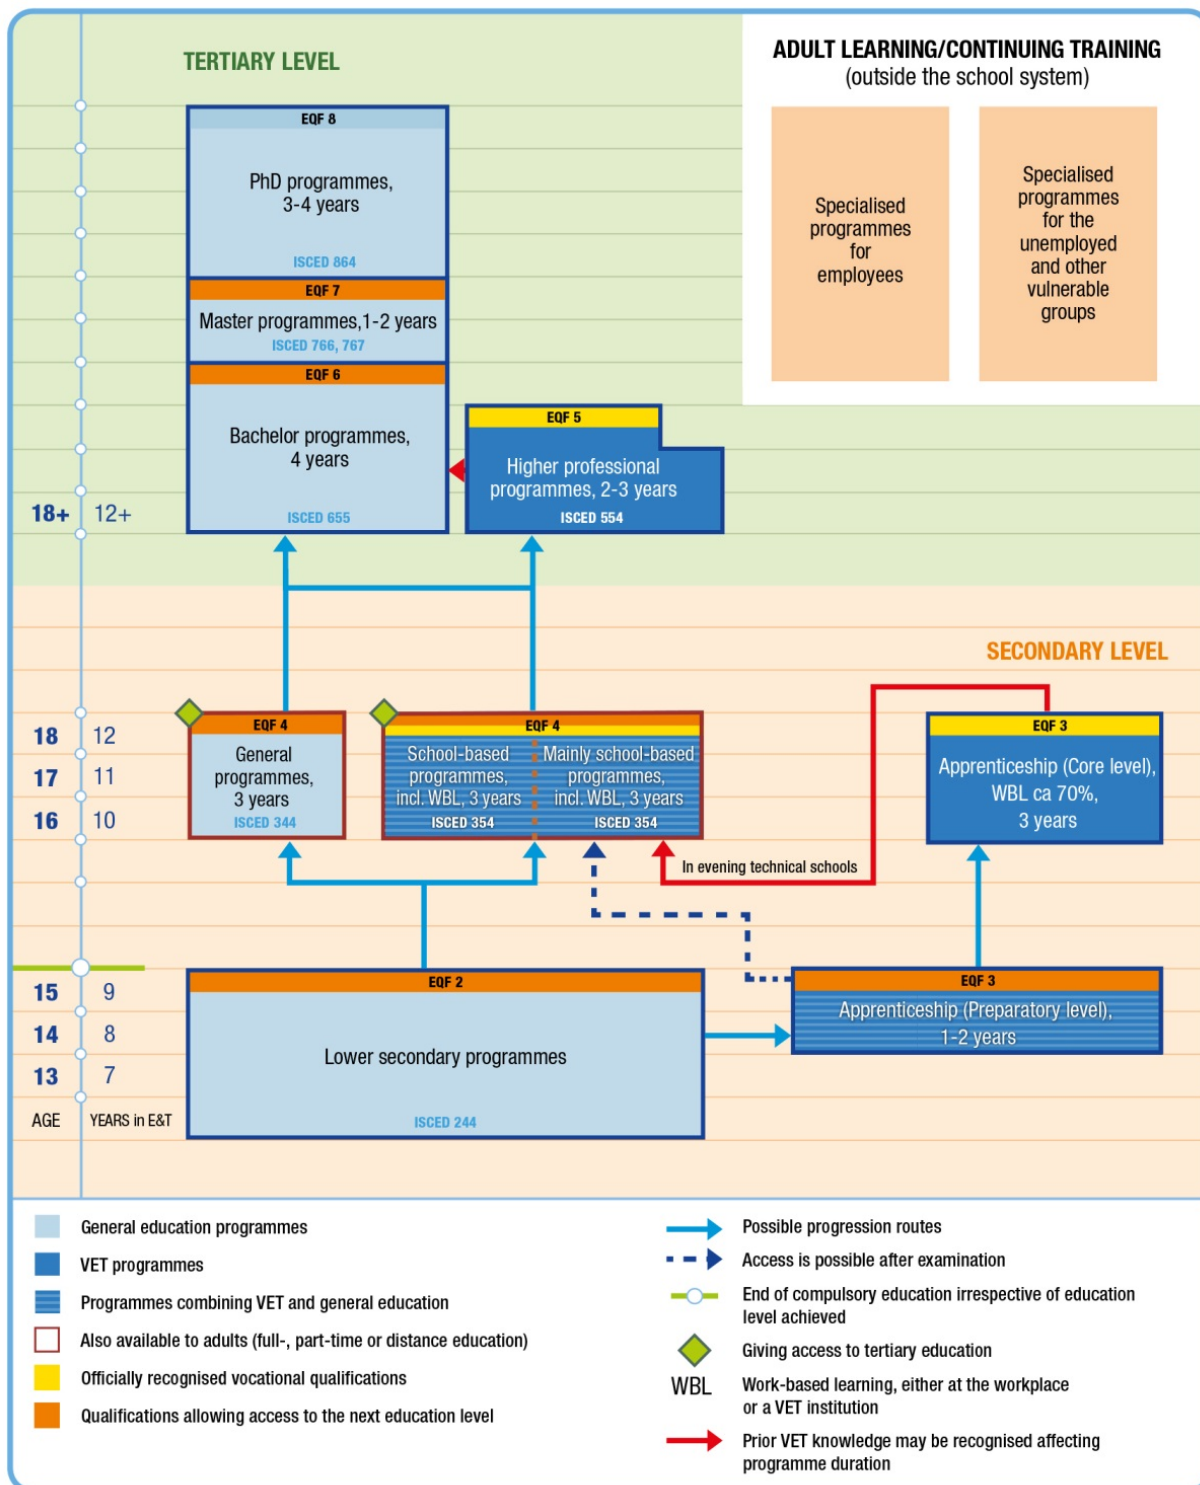 TERTIARY LEVEL
ADULT LEARNING/CONTINUING TRAINING
(outside the school system)
Specialised
programmes
for
employees
Specialised
programmes
for the
unemployed
and other
vulnerable
groups
EQF 8
PhD programmes,
3-4 years
ISCED 864
EQF 7
Master programmes,1-2 years
ISCED 766, 767
EQF 6
Bachelor programmes,
4 years
ISCED 655
EQF 5
Higher professional
programmes, 2-3 years
ISCED 554
18+ 12+
SECONDARY LEVEL
EQF 4
General
programmes,
3 years
ISCED 344
EQF 4
School-based
programmes,
incl. WBL, 3 years
ISCED 354
Mainly school-based
programmes,
incl. WBL, 3 years
ISCED 354
EQF 3
Apprenticeship (Core level),
WBL ca 70%,
3 years
18 12
17 11
16 10
In evening technical schools
EQF 2
Lower secondary programmes
ISCED 244
EQF 3
Apprenticeship (Preparatory level),
1-2 years
15 9
14 8
13 7
AGE YEARS in E&T
General education programmes
VET programmes
Programmes combining VET and general education
Also available to adults (full-, part-time or distance education)
Officially recognised vocational qualifications
Qualifications allowing access to the next education level
Possible progression routes
Access is possible after examination
End of compulsory education irrespective of education
level achieved
Giving access to tertiary education
WBL Work-based learning, either at the workplace
or a VET institution
Prior VET knowledge may be recognised affecting
programme duration